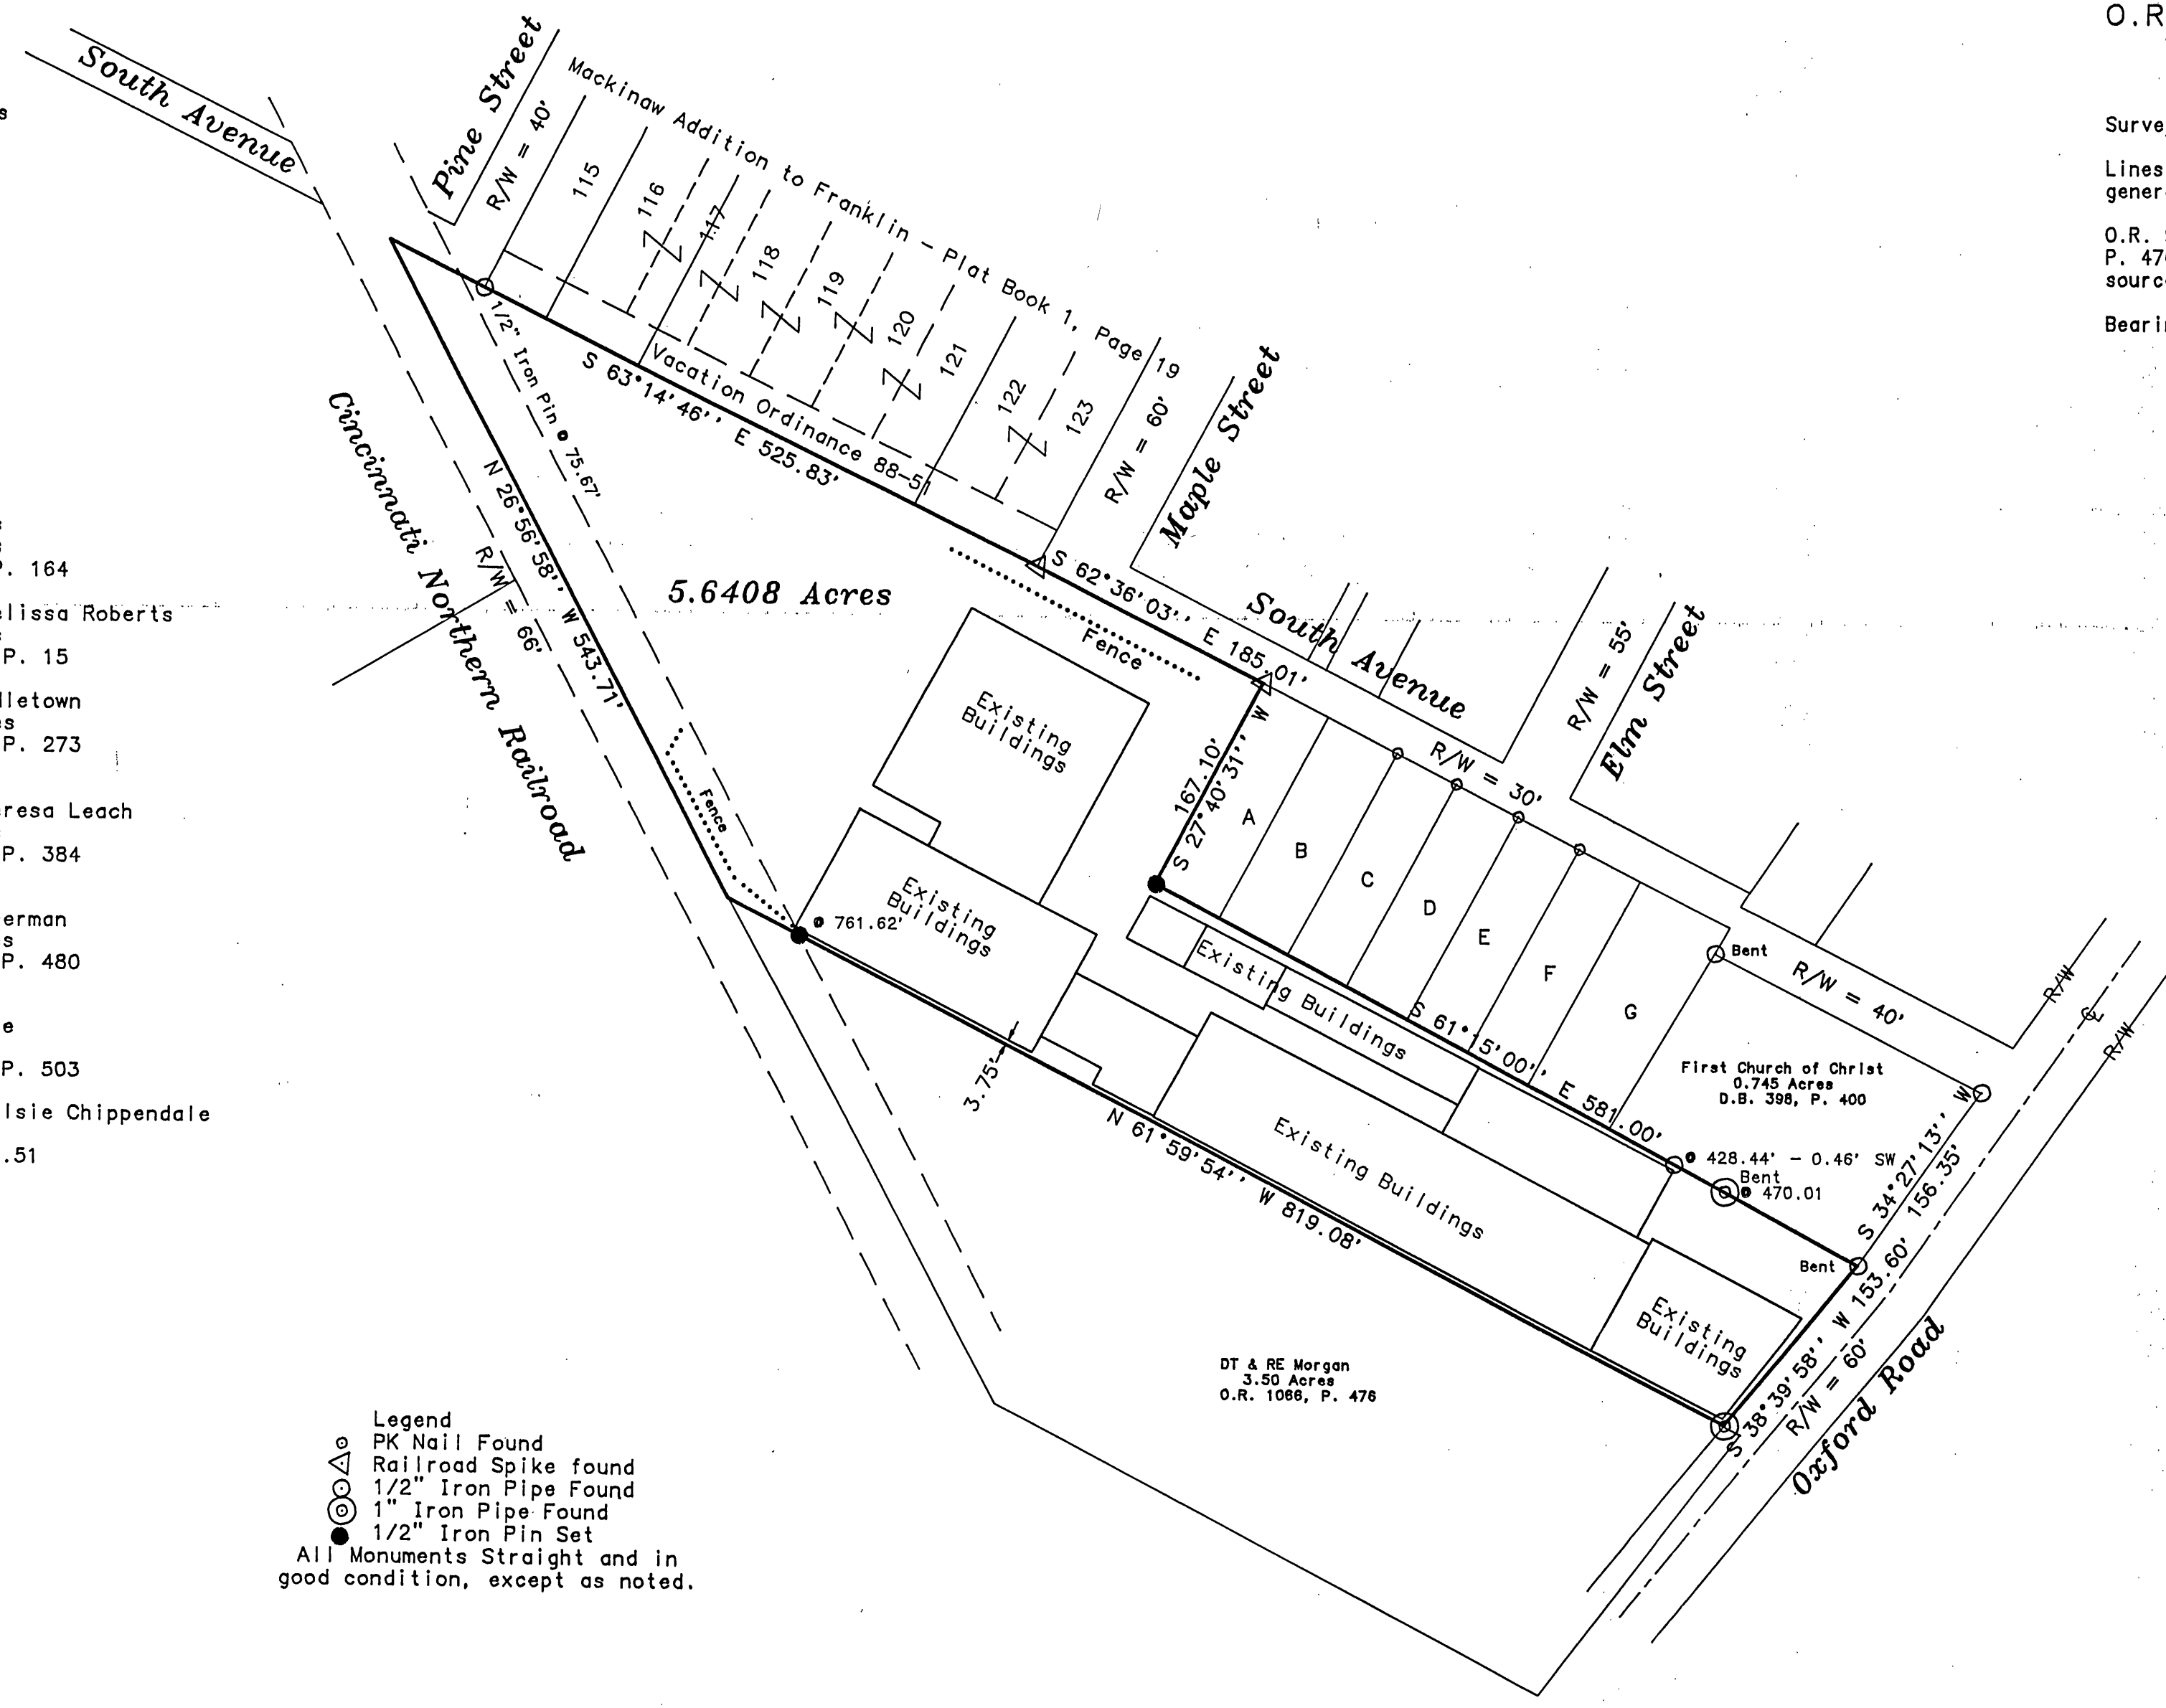 O.R
South Avenue
Pine Street
R/W = 40'
Mackinaw Addition to Franklin - Plat Book 1, Page 19
115
116
117
118
119
120
121
122
123
s
Surve
Lines
gener
O.R.
P. 47
sourc
Bearin
1/2" Iron Pin @ 75.67'
Vacation Ordinance 88-51
S 63°14'46'' E 525.83'
R/W = 60'
Maple Street
Cincinnati Northern Railroad
N 26°56'58'' W 543.71'
R/W = 66'
P. 164
elissa Roberts
P. 15
dletown
es
P. 273
resa Leach
P. 384
erman
s
P. 480
e
P. 503
lsie Chippendale
.51
5.6408 Acres
S 62°36'03'' E 185.01'
Fence
South Avenue
R/W = 55'
Elm Street
R/W = 30'
Existing
Buildings
167.10'
S 27°40'31'' W
A
B
C
D
E
F
G
Fence
@ 761.62'
Existing
Buildings
Existing Buildings
S 61°15'00'' E 581.00'
Bent
R/W = 40'
R/W
R/W
First Church of Christ
0.745 Acres
D.B. 398, P. 400
3.75'
N 61°59'54'' W 819.08'
Existing Buildings
@ 428.44' - 0.46' SW
Bent
@ 470.01
S 34°27'13'' W
156.35'
Bent
Existing
Buildings
S 38°39'58'' W 153.60'
R/W = 60'
Oxford Road
DT & RE Morgan
3.50 Acres
O.R. 1066, P. 476
Legend
PK Nail Found
Railroad Spike found
1/2" Iron Pipe Found
1" Iron Pipe Found
1/2" Iron Pin Set
All Monuments Straight and in
good condition, except as noted.